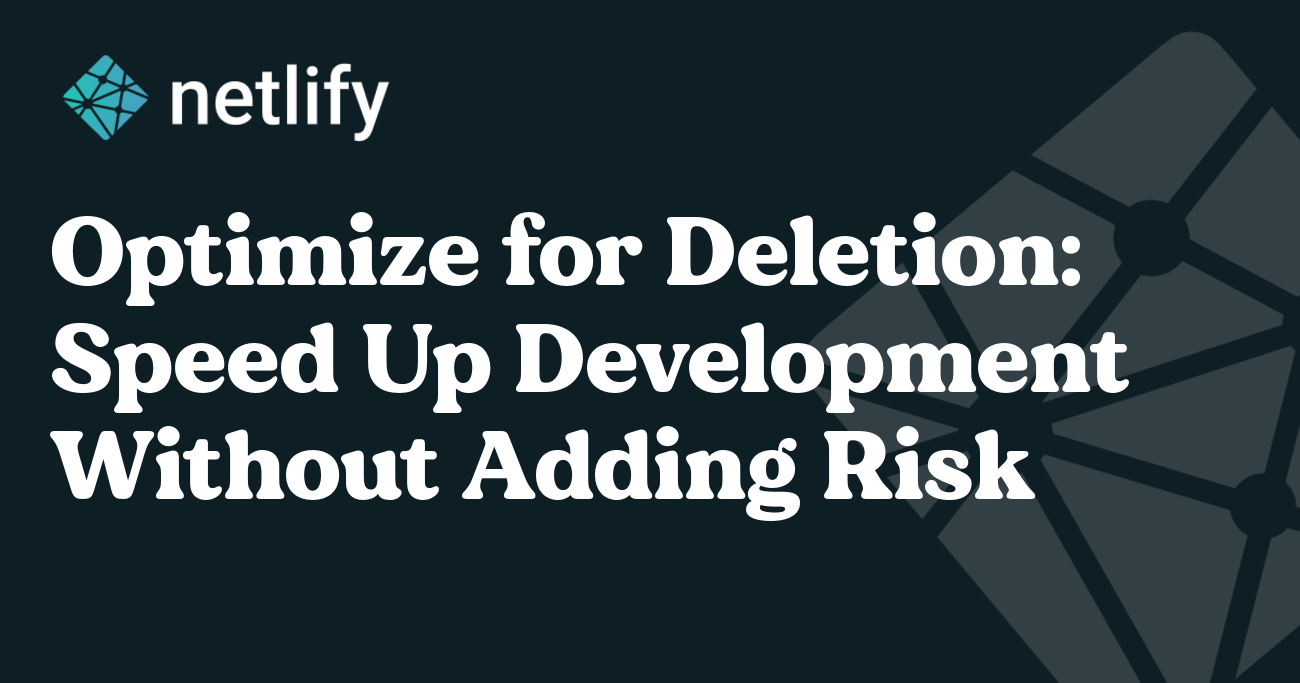 netlify
Optimize for Deletion:
Speed Up Development
Without Adding Risk